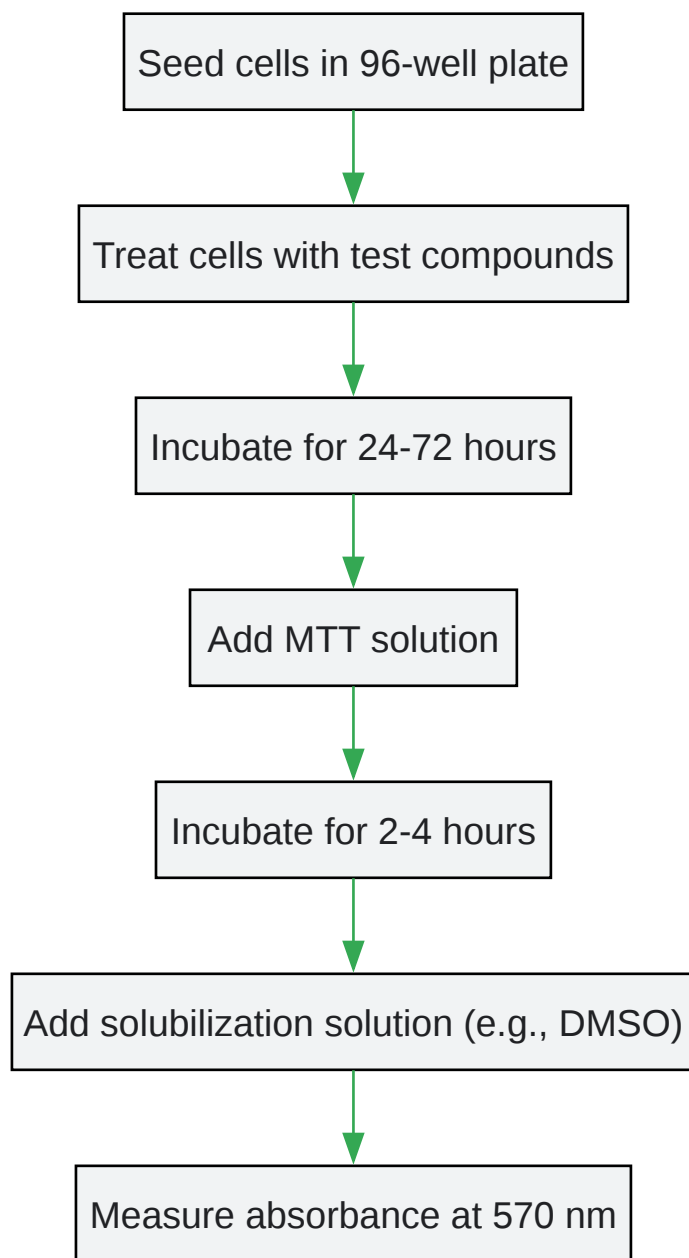 Seed cells in 96-well plate
Treat cells with test compounds
Incubate for 24-72 hours
Add MTT solution
Incubate for 2-4 hours
Add solubilization solution (e.g., DMSO)
Measure absorbance at 570 nm